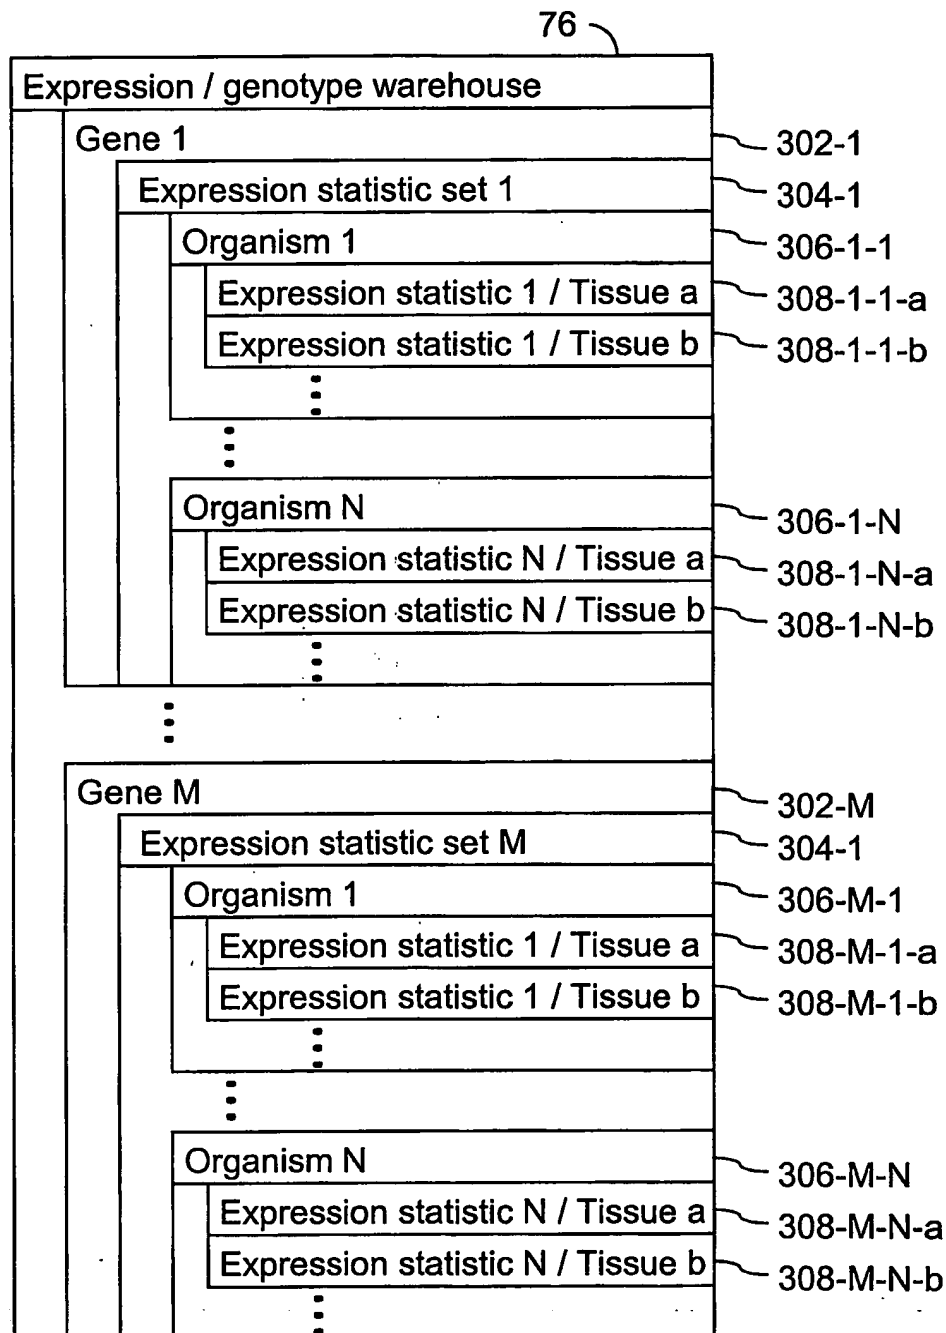 76
Expression / genotype warehouse
Gene 1 302-1
Expression statistic set 1 304-1
Organism 1 306-1-1
Expression statistic 1 / Tissue a 308-1-1-a
Expression statistic 1 / Tissue b 308-1-1-b
Organism N 306-1-N
Expression statistic N / Tissue a 308-1-N-a
Expression statistic N / Tissue b 308-1-N-b
Gene M 302-M
Expression statistic set M 304-1
Organism 1 306-M-1
Expression statistic 1 / Tissue a 308-M-1-a
Expression statistic 1 / Tissue b 308-M-1-b
Organism N 306-M-N
Expression statistic N / Tissue a 308-M-N-a
Expression statistic N / Tissue b 308-M-N-b